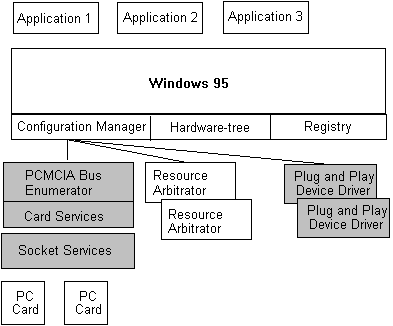 Application 1
Application 2
Application 3
Windows 95
Configuration Manager
Hardware-tree
Registry
PCMCIA Bus
Enumerator
Card Services
Socket Services
Resource
Arbitrator
Resource
Arbitrator
Plug and Play
Device Driver
Plug and Play
Device Driver
PC
Card
PC
Card